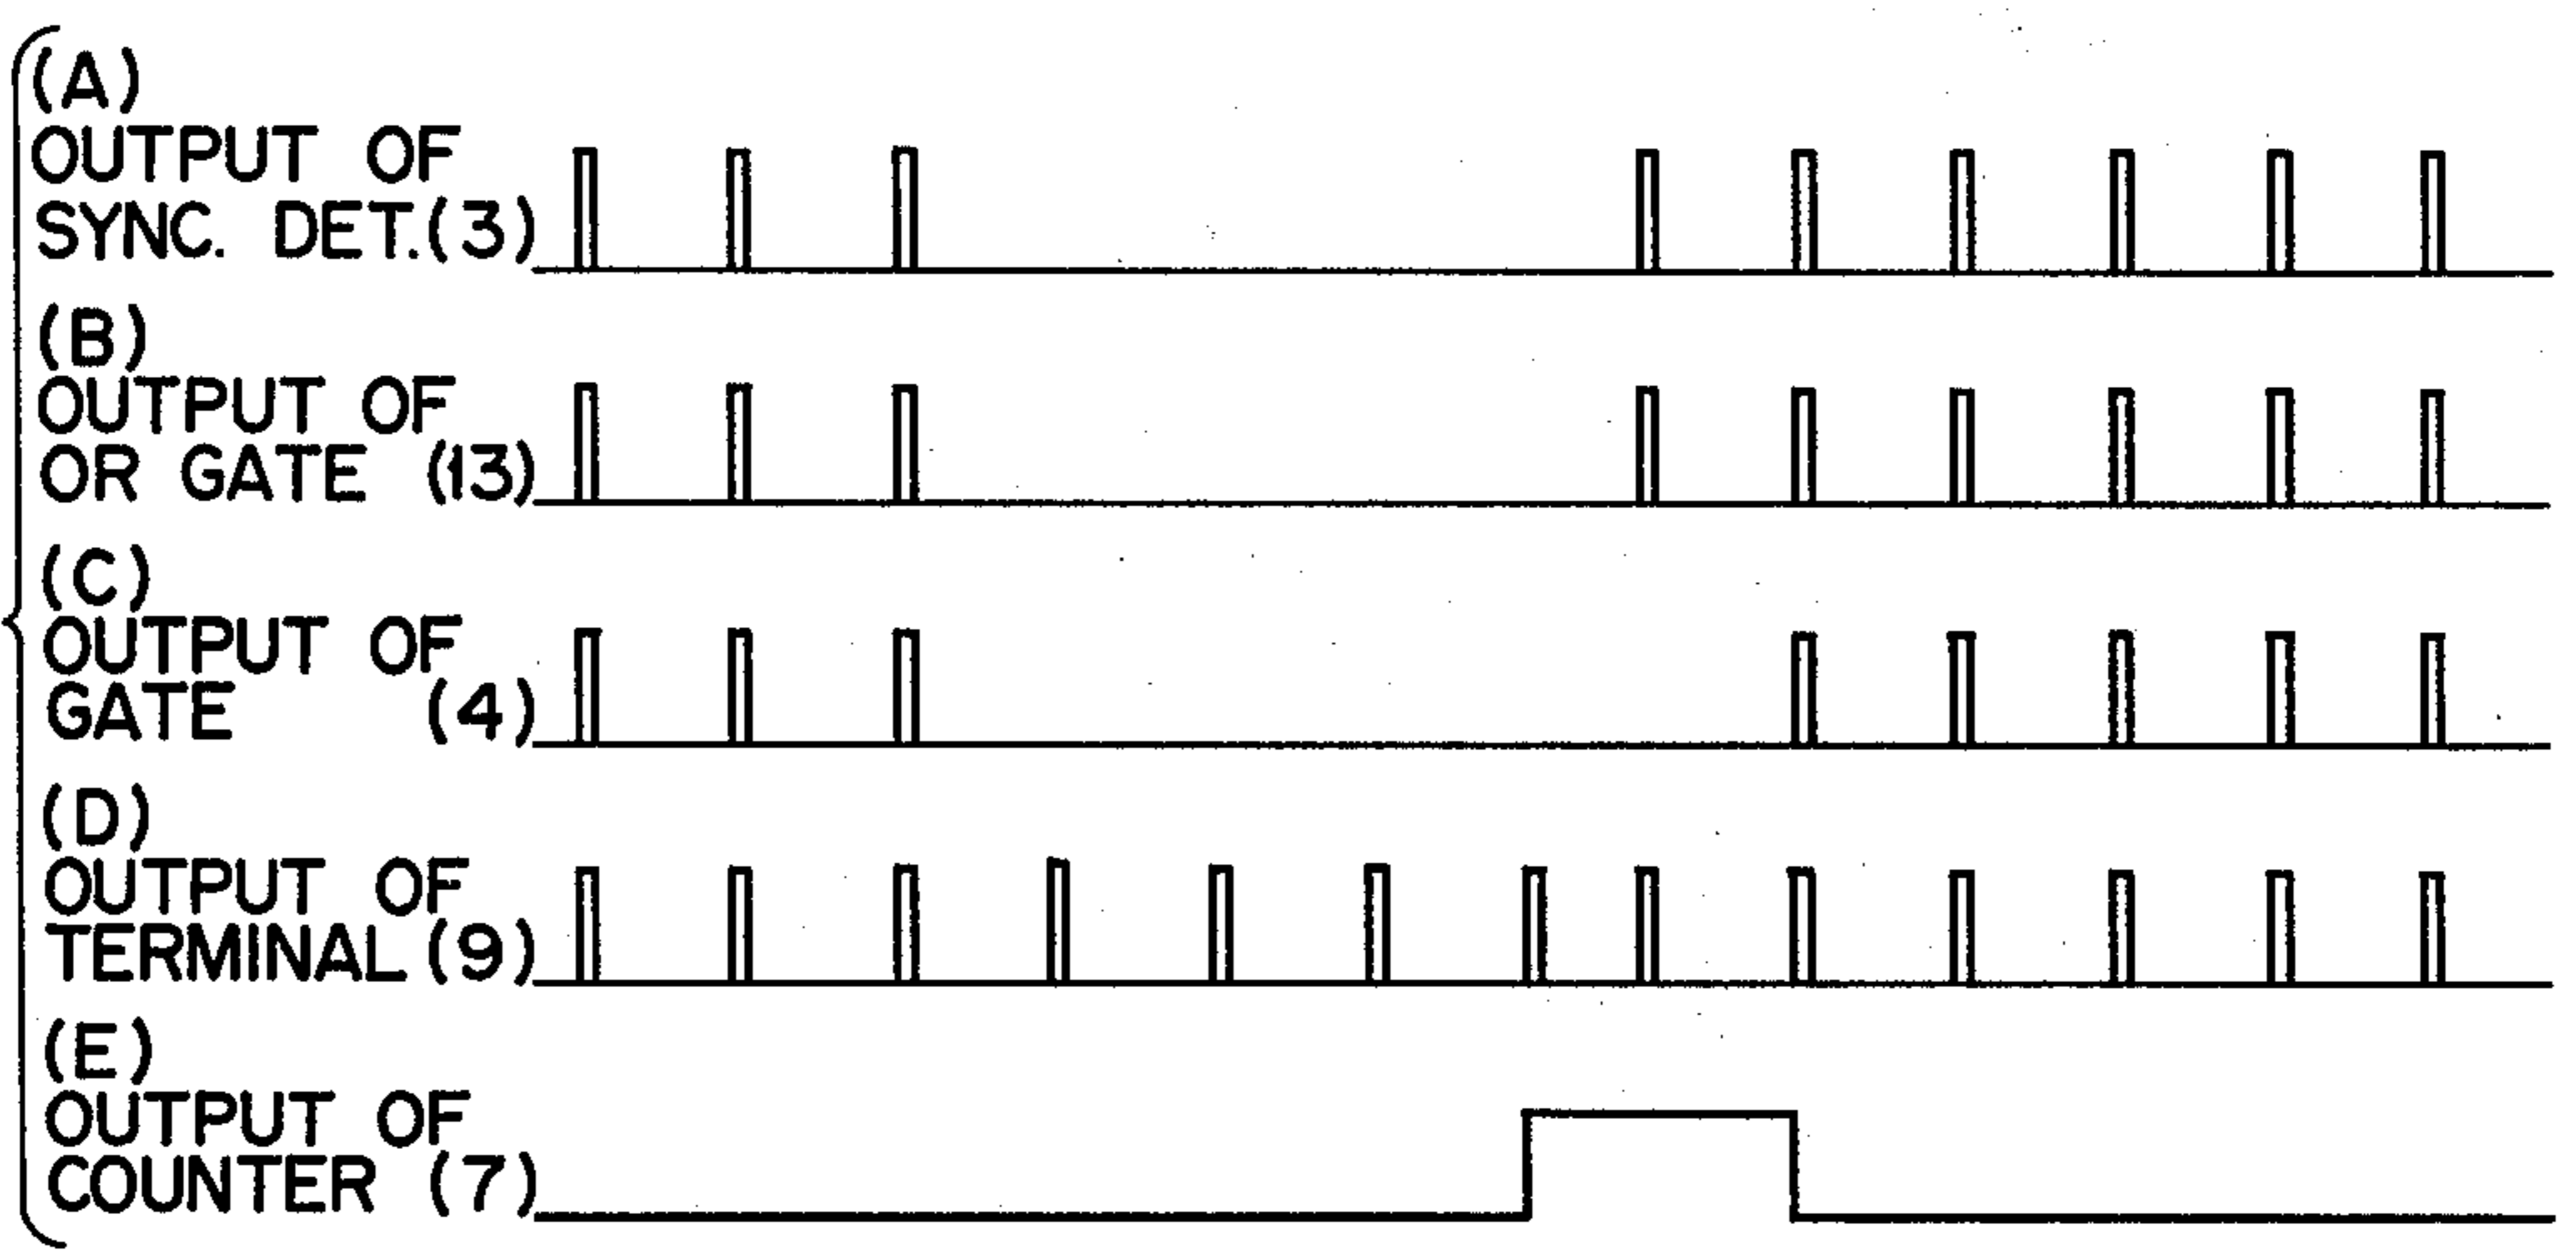 (A)
OUTPUT OF
SYNC. DET.(3)
(B)
OUTPUT OF
OR GATE (13)
(C)
OUTPUT OF
GATE (4)
(D)
OUTPUT OF
TERMINAL (9)
(E)
OUTPUT OF
COUNTER (7)